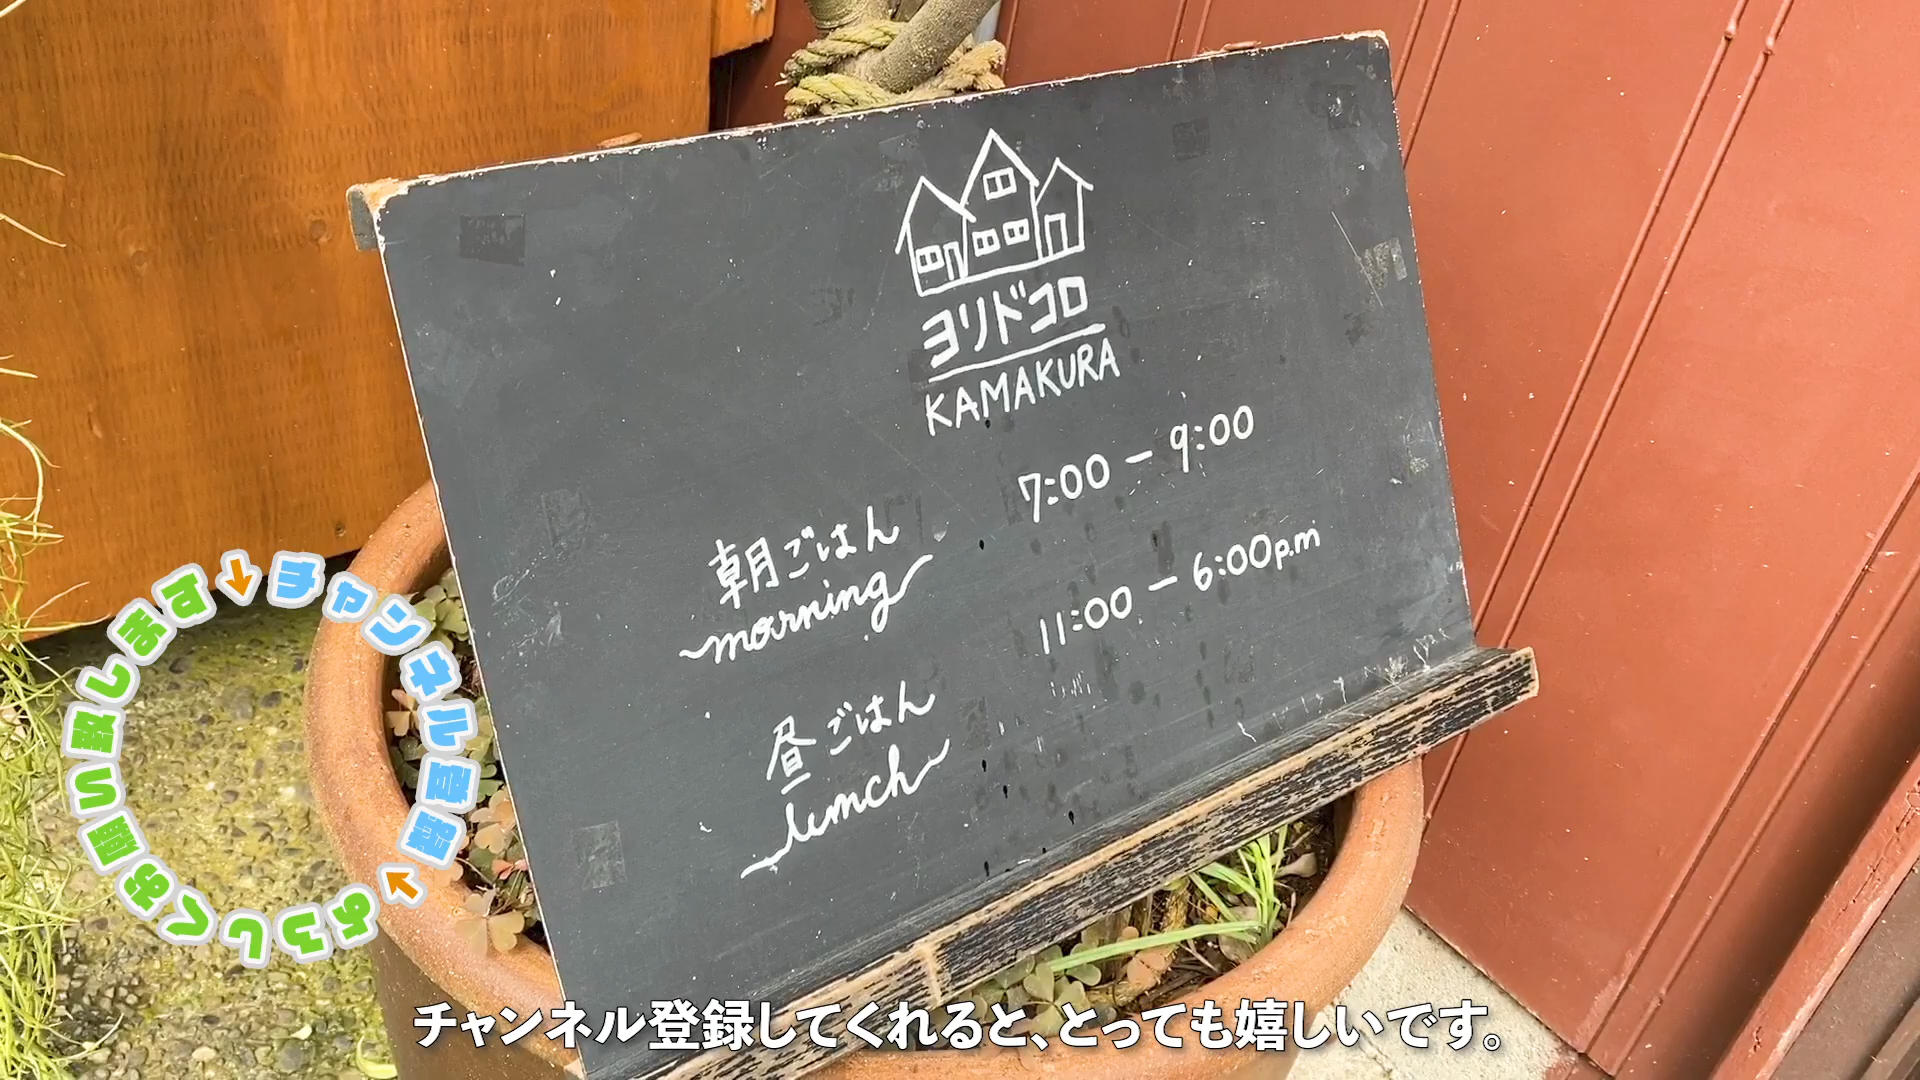 ヨリドコロ
KAMAKURA
朝ごはん 7:00 - 9:00
morning
昼ごはん 11:00 - 6:00p.m
lunch
チャンネル登録
よろしくお願い致します
チャンネル登録してくれると、とっても嬉しいです。